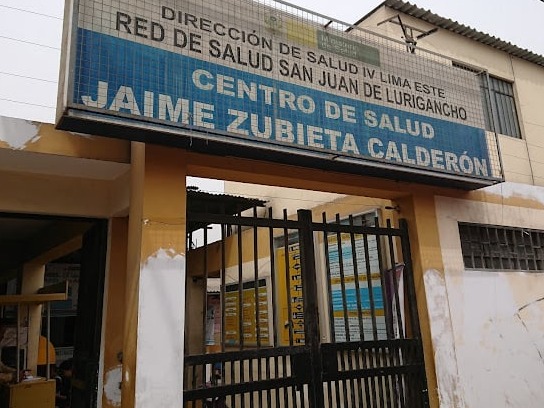 DIRECCIÓN DE SALUD IV LIMA ESTE
RED DE SALUD SAN JUAN DE LURIGANCHO
CENTRO DE SALUD
JAIME ZUBIETA CALDERÓN